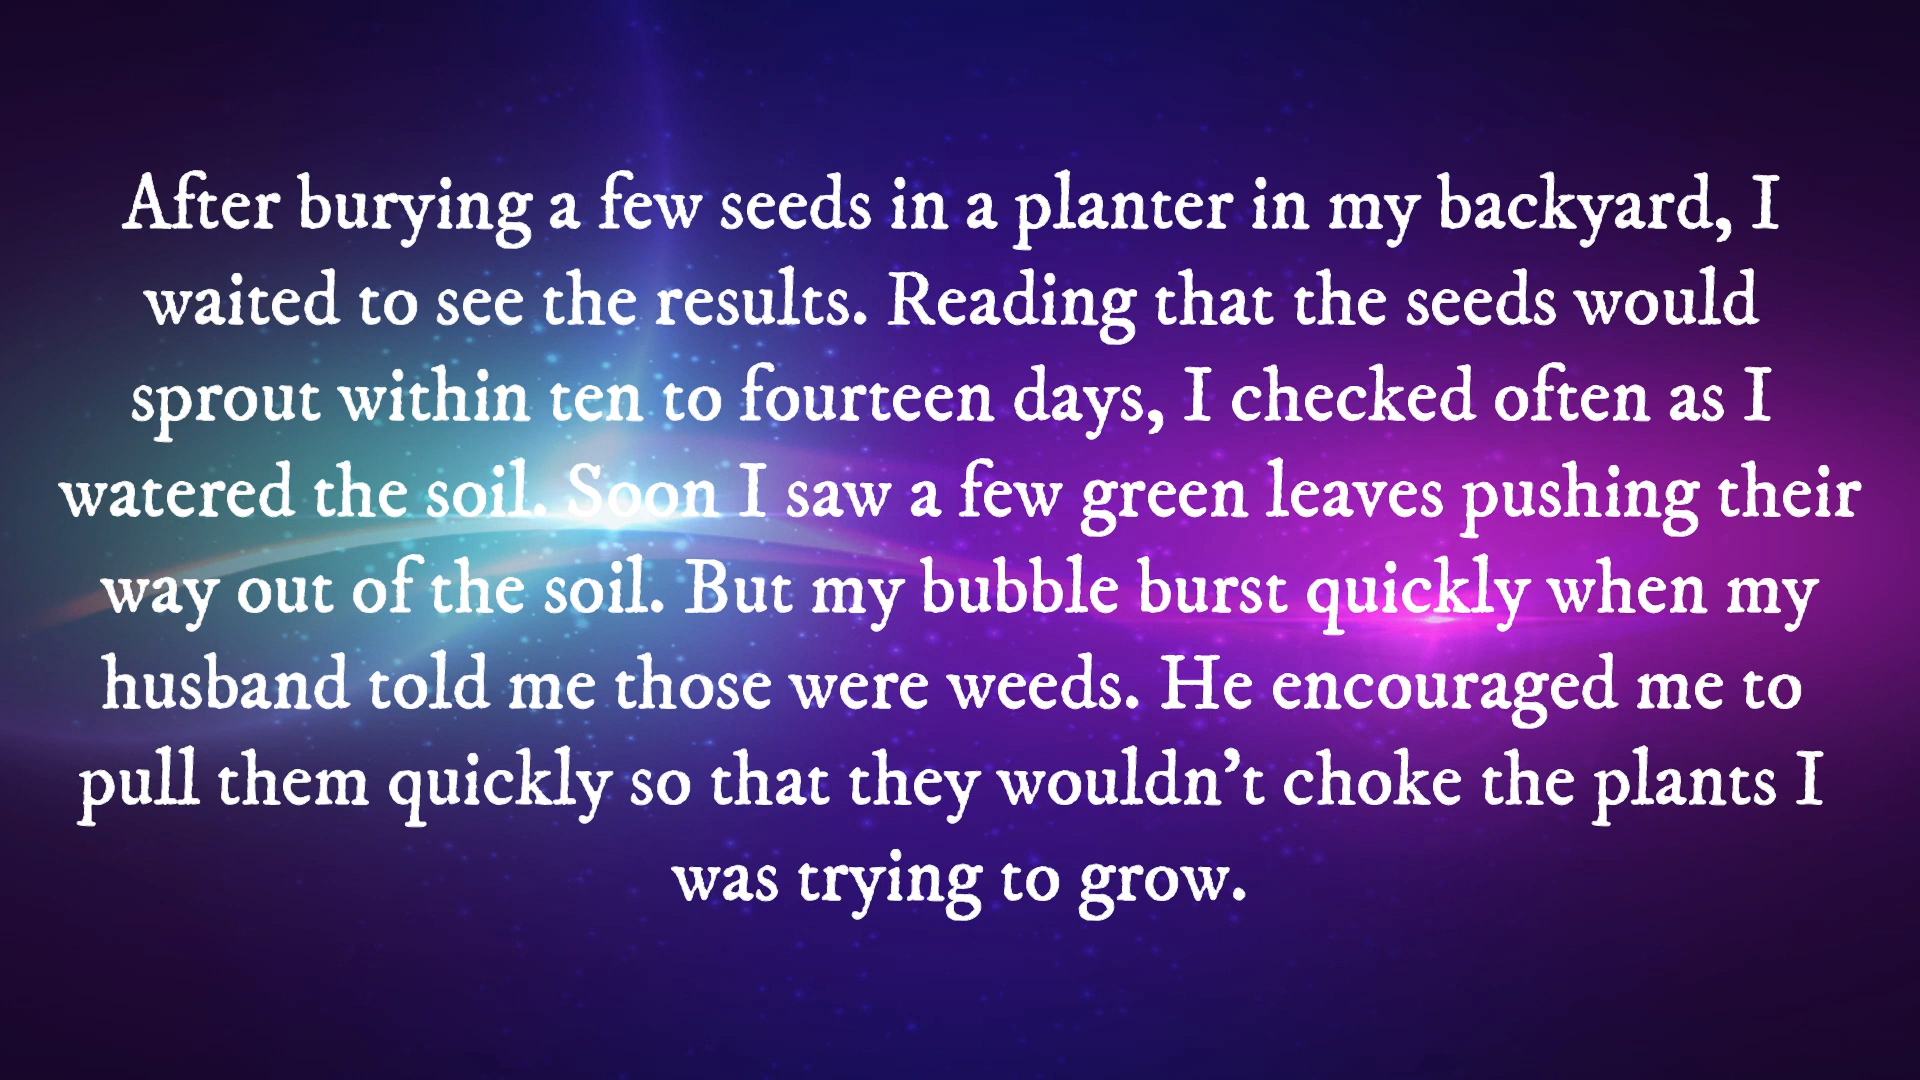 After burying a few seeds in a planter in my backyard, I
waited to see the results. Reading that the seeds would
sprout within ten to fourteen days, I checked often as I
watered the soil. Soon I saw a few green leaves pushing their
way out of the soil. But my bubble burst quickly when my
husband told me those were weeds. He encouraged me to
pull them quickly so that they wouldn’t choke the plants I
was trying to grow.